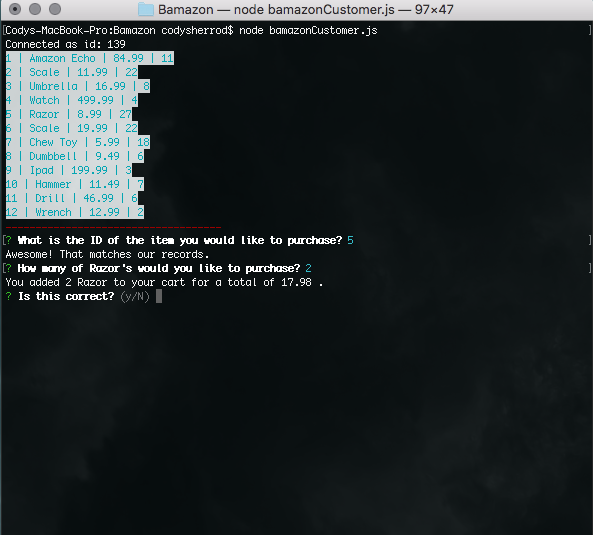 Bamazon — node bamazonCustomer.js — 97×47
[Codys-MacBook-Pro:Bamazon codysherrod$ node bamazonCustomer.js ]
Connected as id: 139
1 | Amazon Echo | 84.99 | 11
2 | Scale | 11.99 | 22
3 | Umbrella | 16.99 | 8
4 | Watch | 499.99 | 4
5 | Razor | 8.99 | 27
6 | Scale | 19.99 | 22
7 | Chew Toy | 5.99 | 18
8 | Dumbbell | 9.49 | 6
9 | Ipad | 199.99 | 3
10 | Hammer | 11.49 | 7
11 | Drill | 46.99 | 6
12 | Wrench | 12.99 | 2
------------------------------------
[? What is the ID of the item you would like to purchase? 5 ]
Awesome! That matches our records.
[? How many of Razor's would you like to purchase? 2 ]
You added 2 Razor to your cart for a total of 17.98 .
? Is this correct? (y/N)